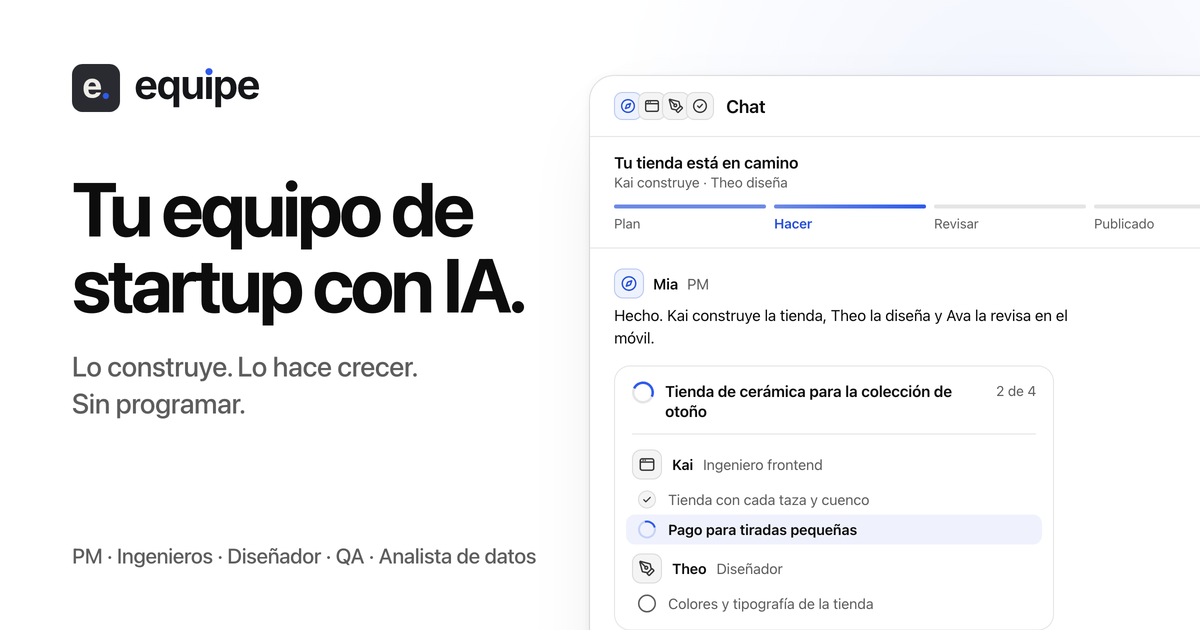 e.
equipe
Tu equipo de
startup con IA.
Lo construye. Lo hace crecer.
Sin programar.
PM · Ingenieros · Diseñador · QA · Analista de datos
Chat
Tu tienda está en camino
Kai construye · Theo diseña
Plan
Hacer
Revisar
Publicado
Mia PM
Hecho. Kai construye la tienda, Theo la diseña y Ava la revisa en el
móvil.
Tienda de cerámica para la colección de
otoño
2 de 4
Kai Ingeniero frontend
Tienda con cada taza y cuenco
Pago para tiradas pequeñas
Theo Diseñador
Colores y tipografía de la tienda